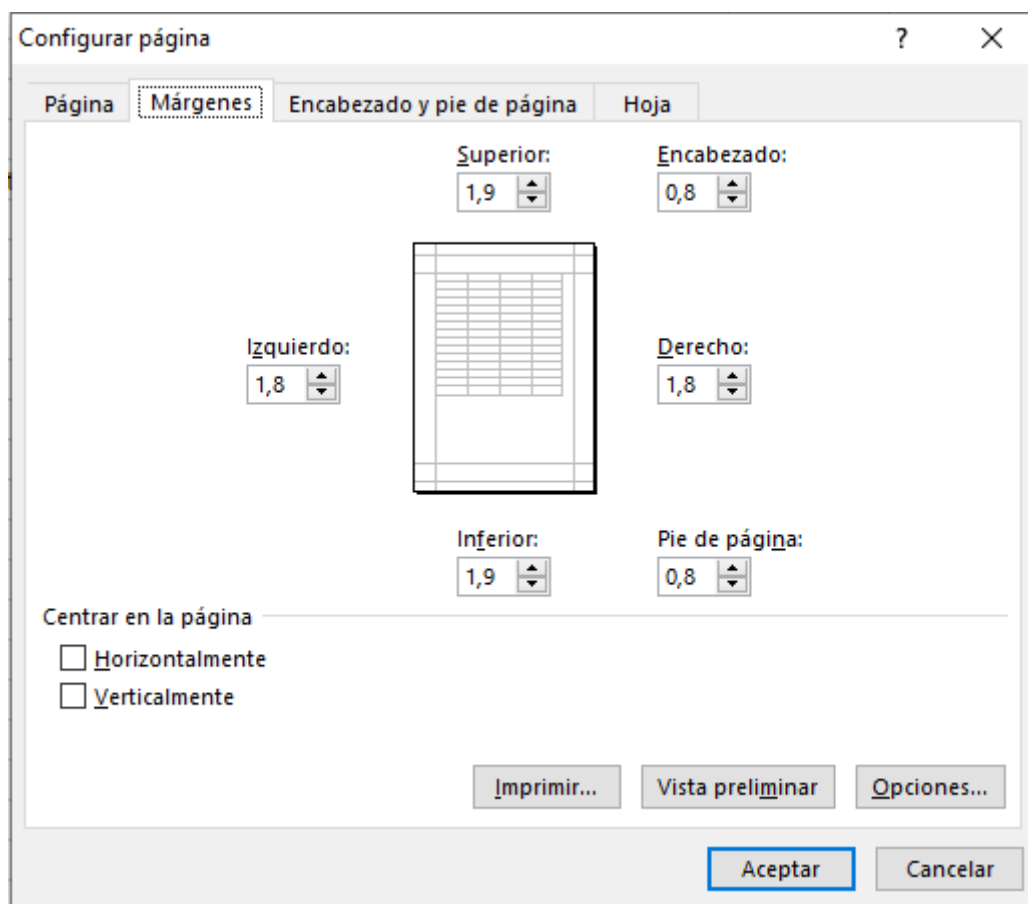 Configurar página ?
Página Márgenes Encabezado y pie de página Hoja
Superior: Encabezado:
1,9 0,8
Izquierdo: Derecho:
1,8 1,8
Inferior: Pie de página:
1,9 0,8
Centrar en la página
Horizontalmente
Verticalmente
Imprimir... Vista preliminar Opciones...
Aceptar Cancelar